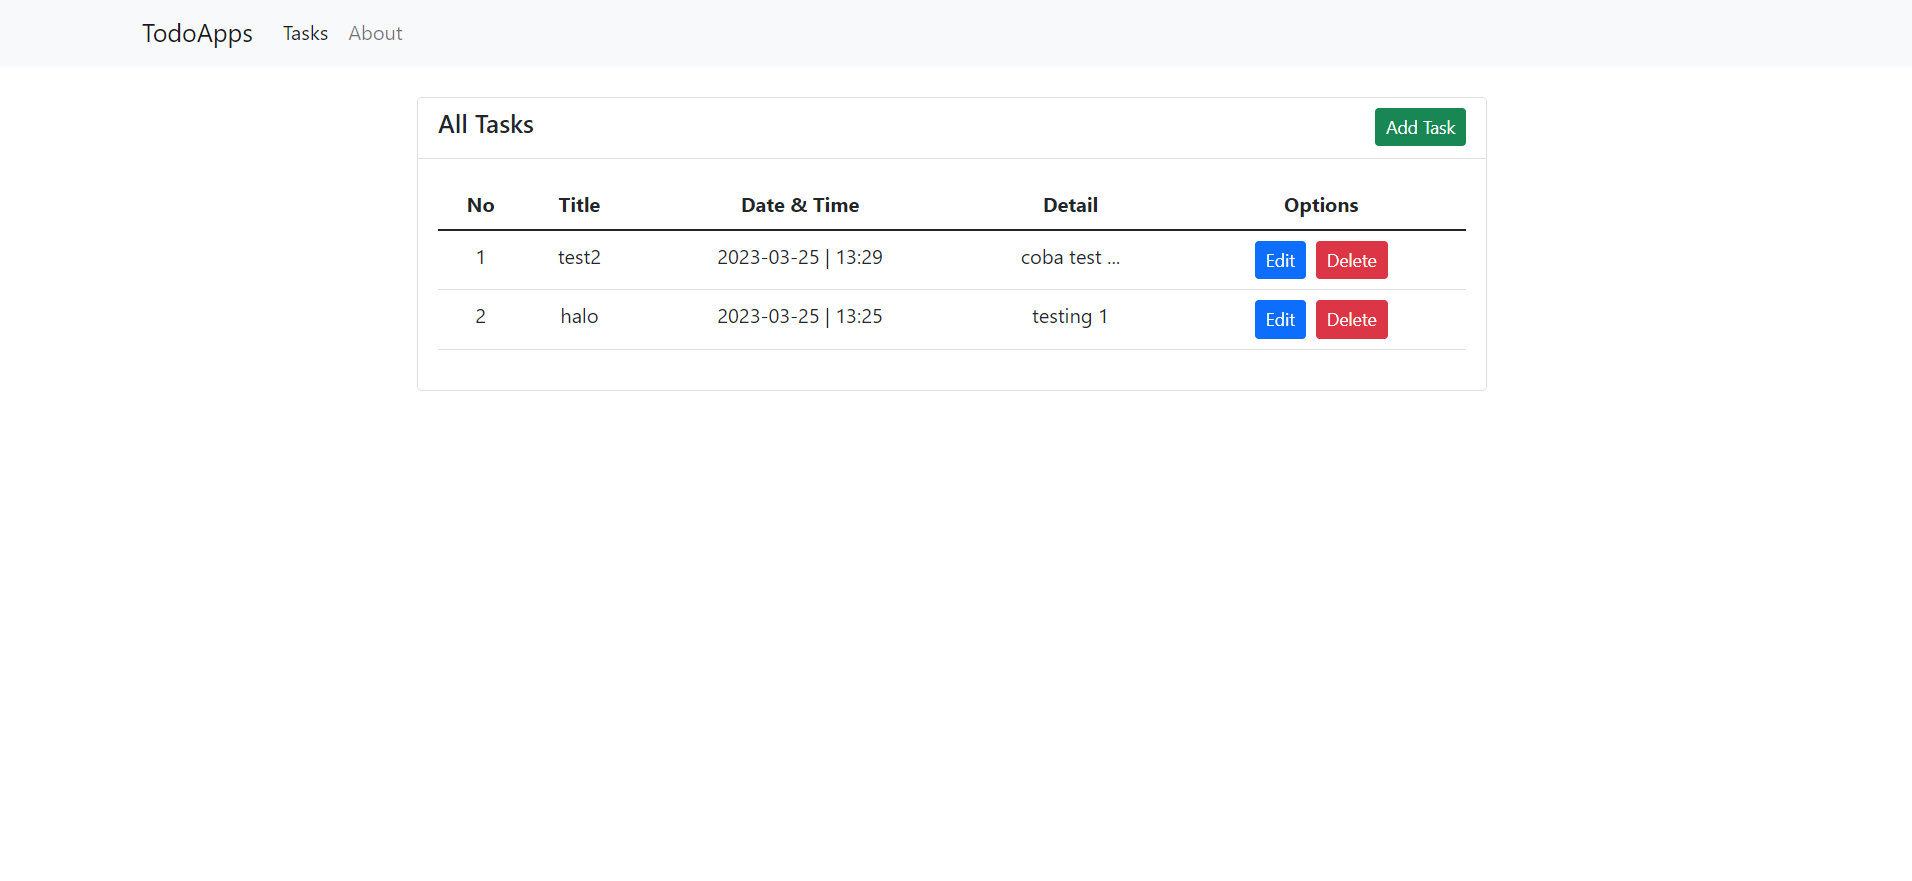 TodoApps Tasks About
All Tasks Add Task
No Title Date & Time Detail Options
1 test2 2023-03-25 | 13:29 coba test ... Edit Delete
2 halo 2023-03-25 | 13:25 testing 1 Edit Delete